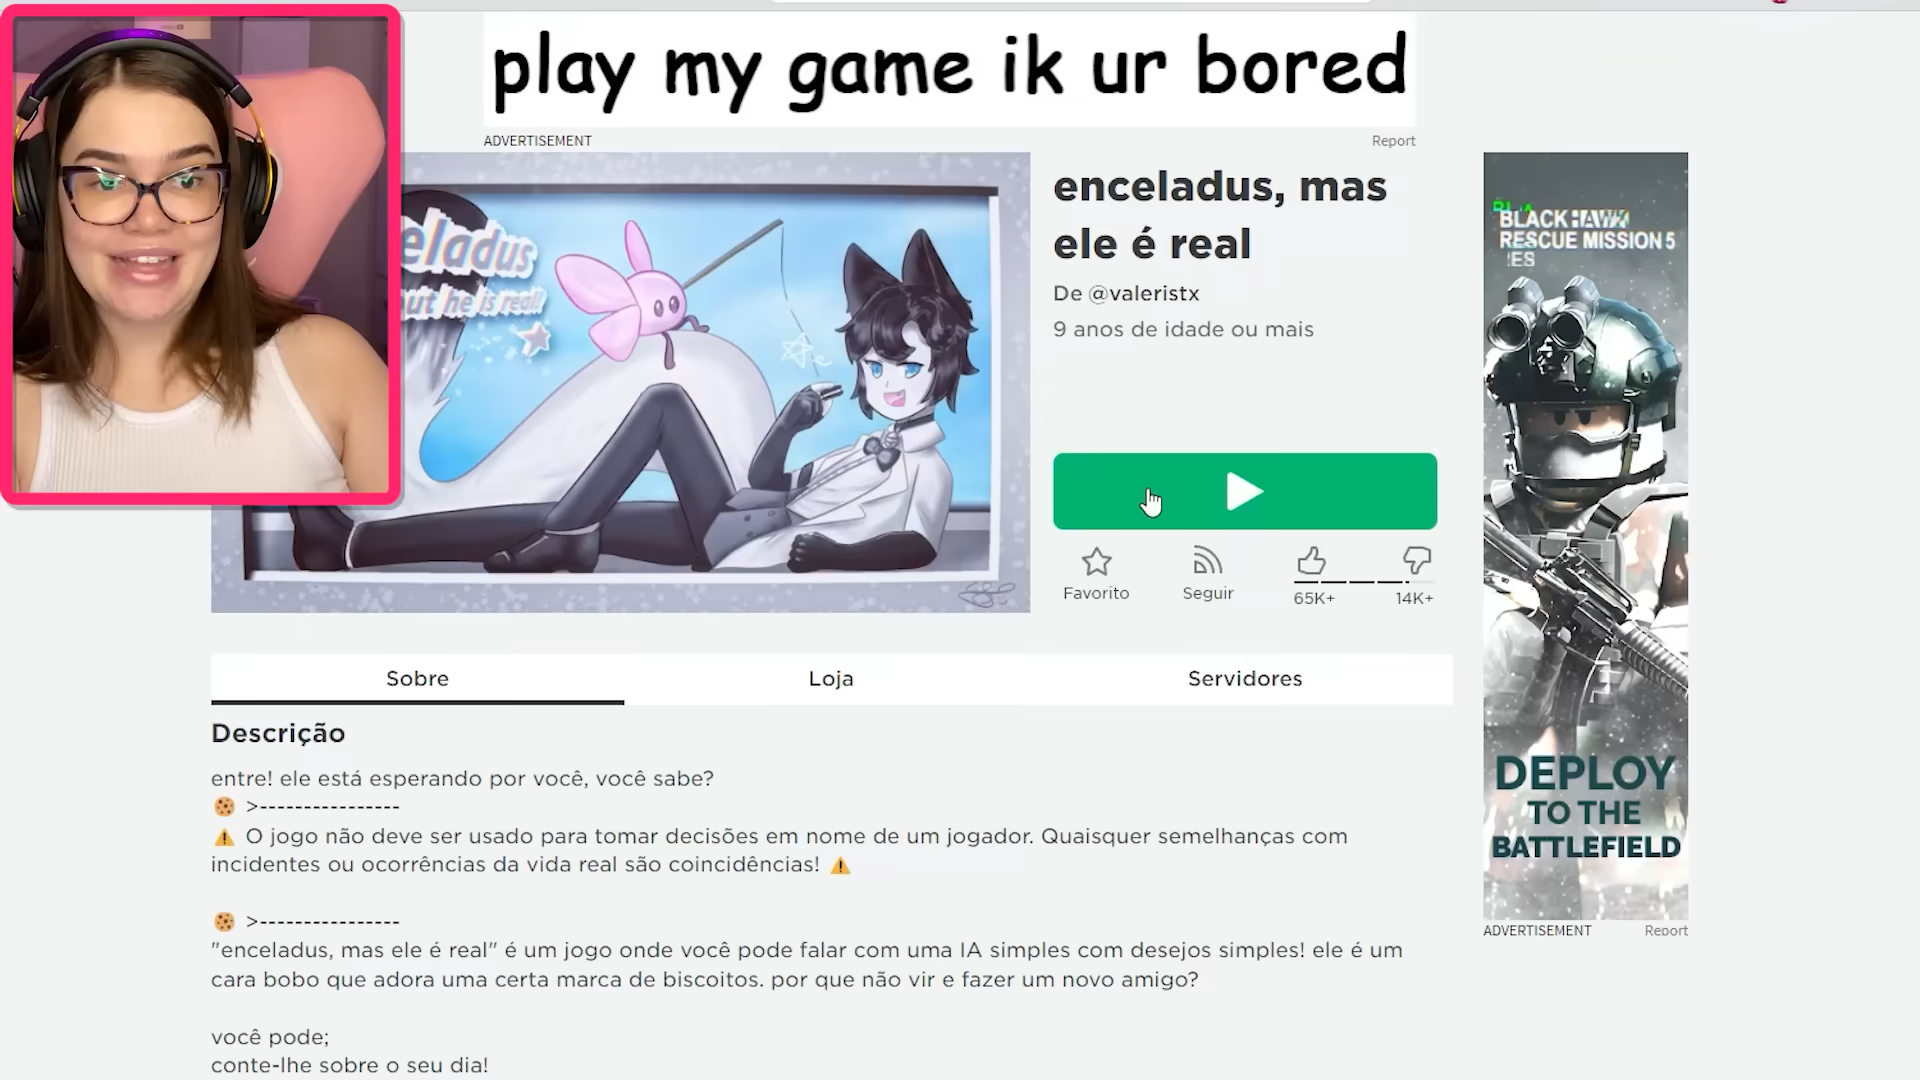 play my game ik ur bored
ADVERTISEMENT
Report
eladus
ut he is real!
enceladus, mas
ele é real
De @valeristx
9 anos de idade ou mais
Favorito
Seguir
65K+
14K+
BLACKHAWK
RESCUE MISSION 5
DEPLOY
TO THE
BATTLEFIELD
ADVERTISEMENT
Report
Sobre
Loja
Servidores
Descrição
entre! ele está esperando por você, você sabe?
🍪 >----------------
⚠️ O jogo não deve ser usado para tomar decisões em nome de um jogador. Quaisquer semelhanças com
incidentes ou ocorrências da vida real são coincidências! ⚠️
🍪 >----------------
"enceladus, mas ele é real" é um jogo onde você pode falar com uma IA simples com desejos simples! ele é um
cara bobo que adora uma certa marca de biscoitos. por que não vir e fazer um novo amigo?
você pode;
conte-lhe sobre o seu dia!